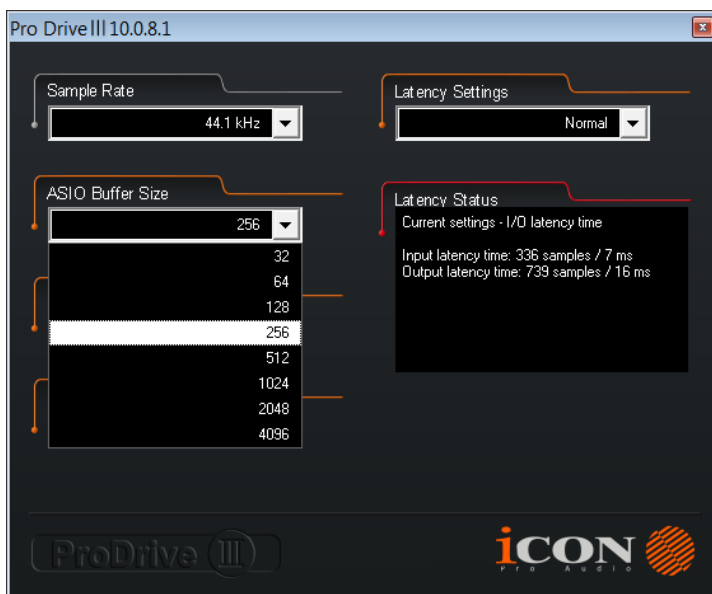 Pro Drive III 10.0.8.1
Sample Rate
44.1 kHz
Latency Settings
Normal
ASIO Buffer Size
256
32
64
128
256
512
1024
2048
4096
Latency Status
Current settings - I/O latency time
Input latency time: 336 samples / 7 ms
Output latency time: 739 samples / 16 ms
ProDrive III
iCON
Pro Audio